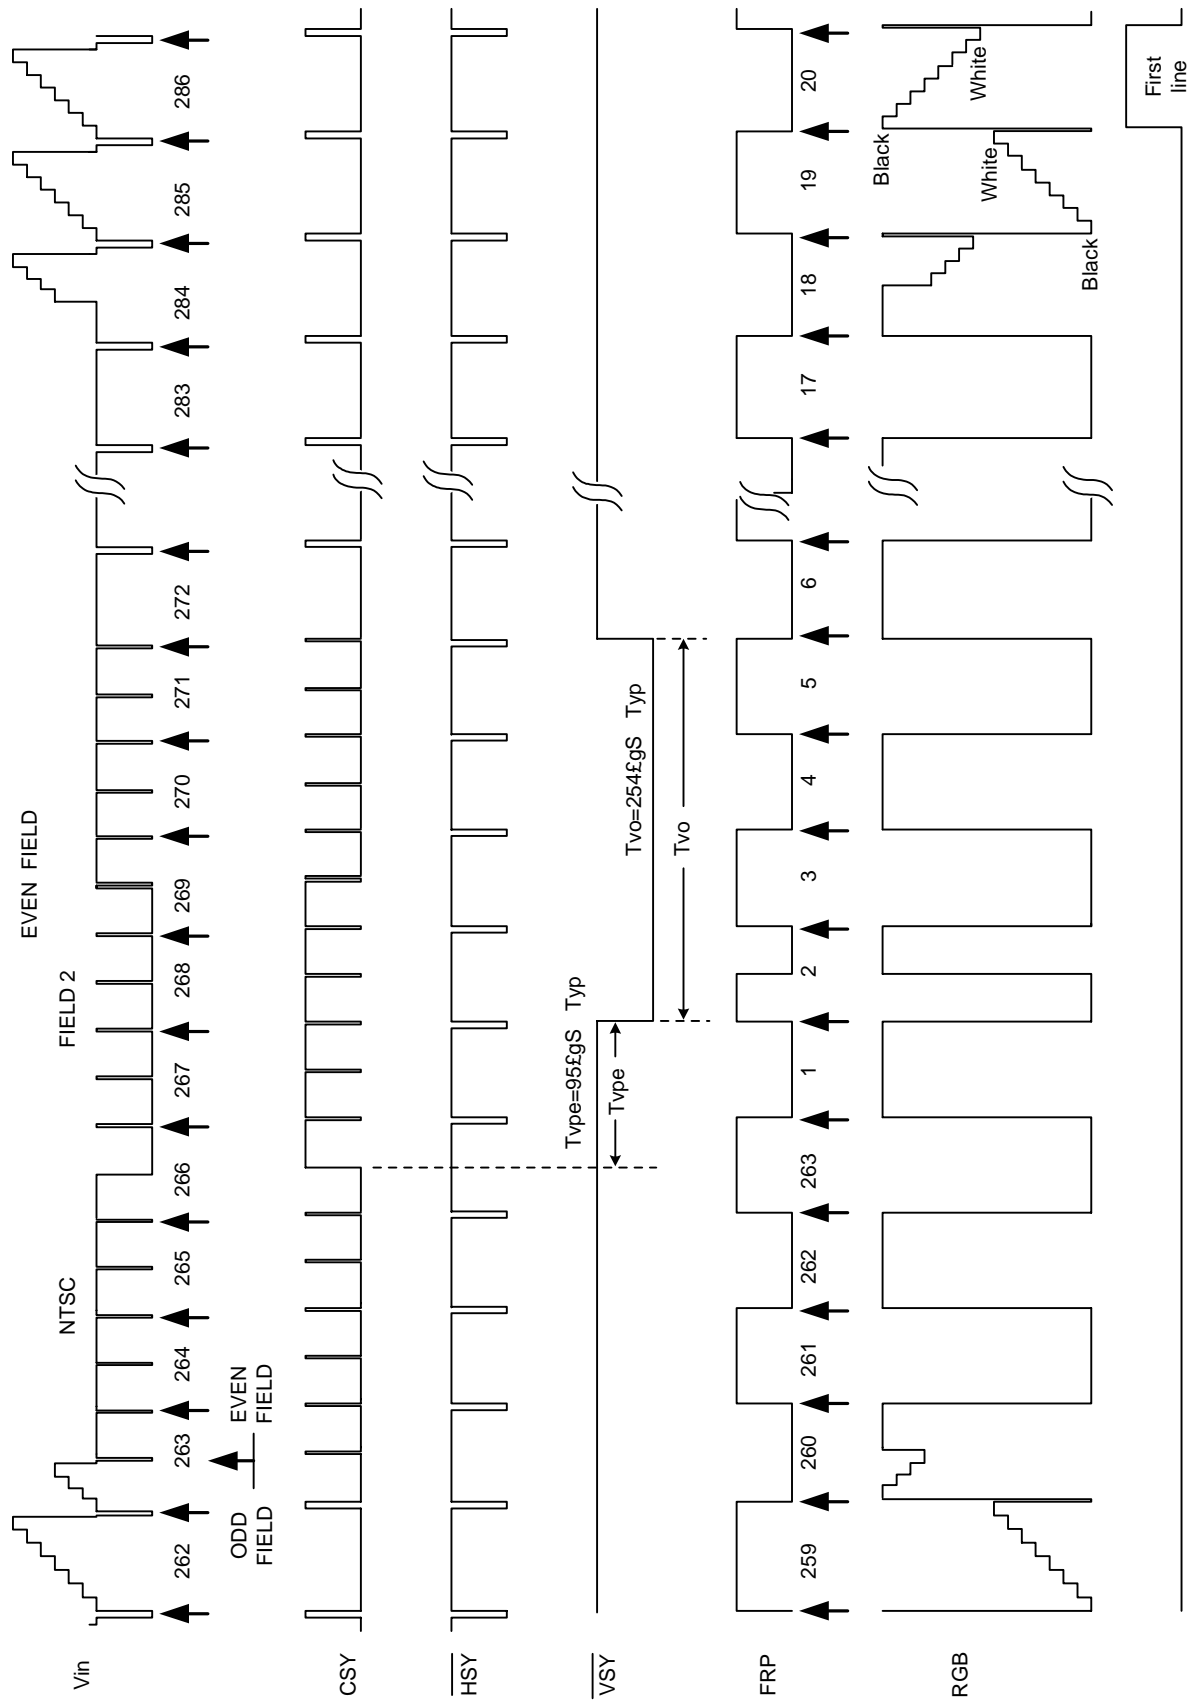 EVEN FIELD
FIELD 2
NTSC
Vin
262
263
264
265
266
267
268
269
270
271
272
283
284
285
286
ODD
FIELD
EVEN
FIELD
CSY
HSY
VSY
Tvpe=95£gS Typ
Tvpe
Tvo=254£gS Typ
Tvo
FRP
259
260
261
262
263
1
2
3
4
5
6
17
18
19
20
RGB
Black
White
Black
White
First
line